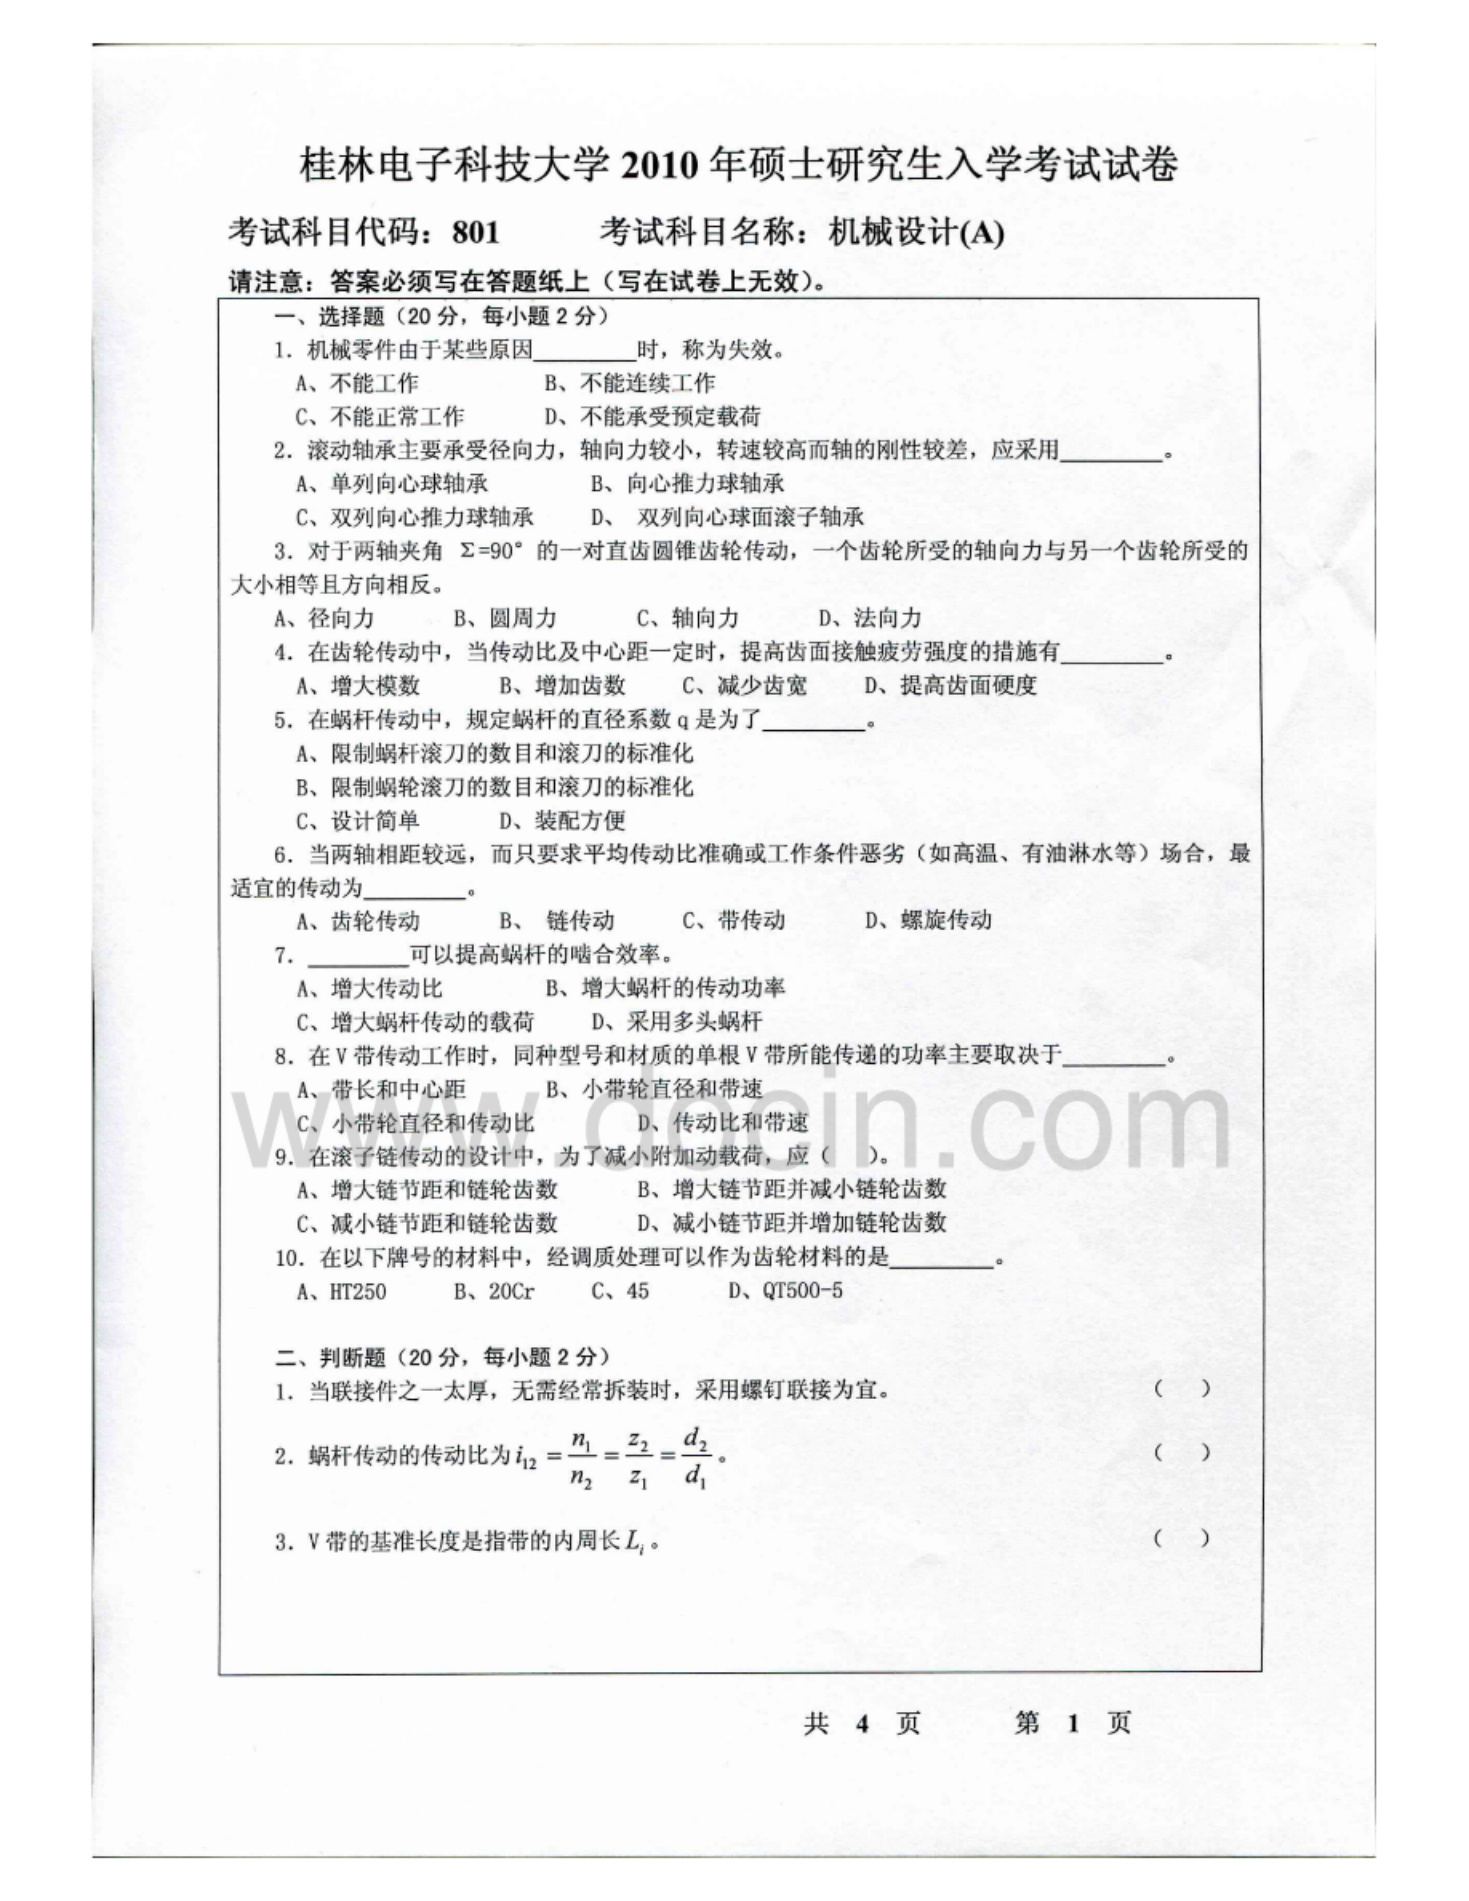 桂林电子科技大学 2010 年硕士研究生入学考试试卷
考试科目代码：801 考试科目名称：机械设计(A)
请注意：答案必须写在答题纸上（写在试卷上无效）。
一、选择题（20 分，每小题 2 分）
1．机械零件由于某些原因_________时，称为失效。
A、不能工作 B、不能连续工作
C、不能正常工作 D、不能承受预定载荷
2．滚动轴承主要承受径向力，轴向力较小，转速较高而轴的刚性较差，应采用_________。
A、单列向心球轴承 B、向心推力球轴承
C、双列向心推力球轴承 D、 双列向心球面滚子轴承
3．对于两轴夹角 Σ=90° 的一对直齿圆锥齿轮传动，一个齿轮所受的轴向力与另一个齿轮所受的
大小相等且方向相反。
A、径向力 B、圆周力 C、轴向力 D、法向力
4．在齿轮传动中，当传动比及中心距一定时，提高齿面接触疲劳强度的措施有_________。
A、增大模数 B、增加齿数 C、减少齿宽 D、提高齿面硬度
5．在蜗杆传动中，规定蜗杆的直径系数 q 是为了_________。
A、限制蜗杆滚刀的数目和滚刀的标准化
B、限制蜗轮滚刀的数目和滚刀的标准化
C、设计简单 D、装配方便
6．当两轴相距较远，而只要求平均传动比准确或工作条件恶劣（如高温、有油淋水等）场合，最
适宜的传动为_________。
A、齿轮传动 B、 链传动 C、带传动 D、螺旋传动
7．_________可以提高蜗杆的啮合效率。
A、增大传动比 B、增大蜗杆的传动功率
C、增大蜗杆传动的载荷 D、采用多头蜗杆
8．在 V 带传动工作时，同种型号和材质的单根 V 带所能传递的功率主要取决于_________。
A、带长和中心距 B、小带轮直径和带速
C、小带轮直径和传动比 D、传动比和带速
www.docin.com
9．在滚子链传动的设计中，为了减小附加动载荷，应（ ）。
A、增大链节距和链轮齿数 B、增大链节距并减小链轮齿数
C、减小链节距和链轮齿数 D、减小链节距并增加链轮齿数
10．在以下牌号的材料中，经调质处理可以作为齿轮材料的是_________。
A、HT250 B、20Cr C、45 D、QT500-5
二、判断题（20 分，每小题 2 分）
1．当联接件之一太厚，无需经常拆装时，采用螺钉联接为宜。 （ ）
2．蜗杆传动的传动比为 i₁₂ = n₁/n₂ = z₂/z₁ = d₂/d₁ 。 （ ）
3．V 带的基准长度是指带的内周长 Lᵢ 。 （ ）
共 4 页 第 1 页